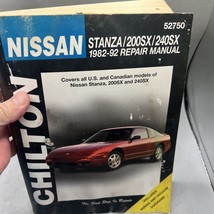 52750
NISSAN
STANZA/200SX/240SX
1982-92 REPAIR MANUAL
Covers all U.S. and Canadian models of
Nissan Stanza, 200SX and 240SX
CHILTON